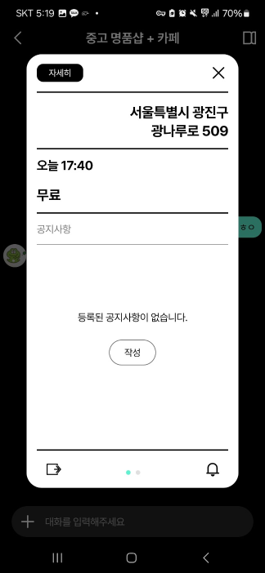 SKT 5:19
70%
중고 명품샵 + 카페
자세히
서울특별시 광진구
광나루로 509
오늘 17:40
무료
ㅎㅇ
공지사항
등록된 공지사항이 없습니다.
작성
대화를 입력해주세요